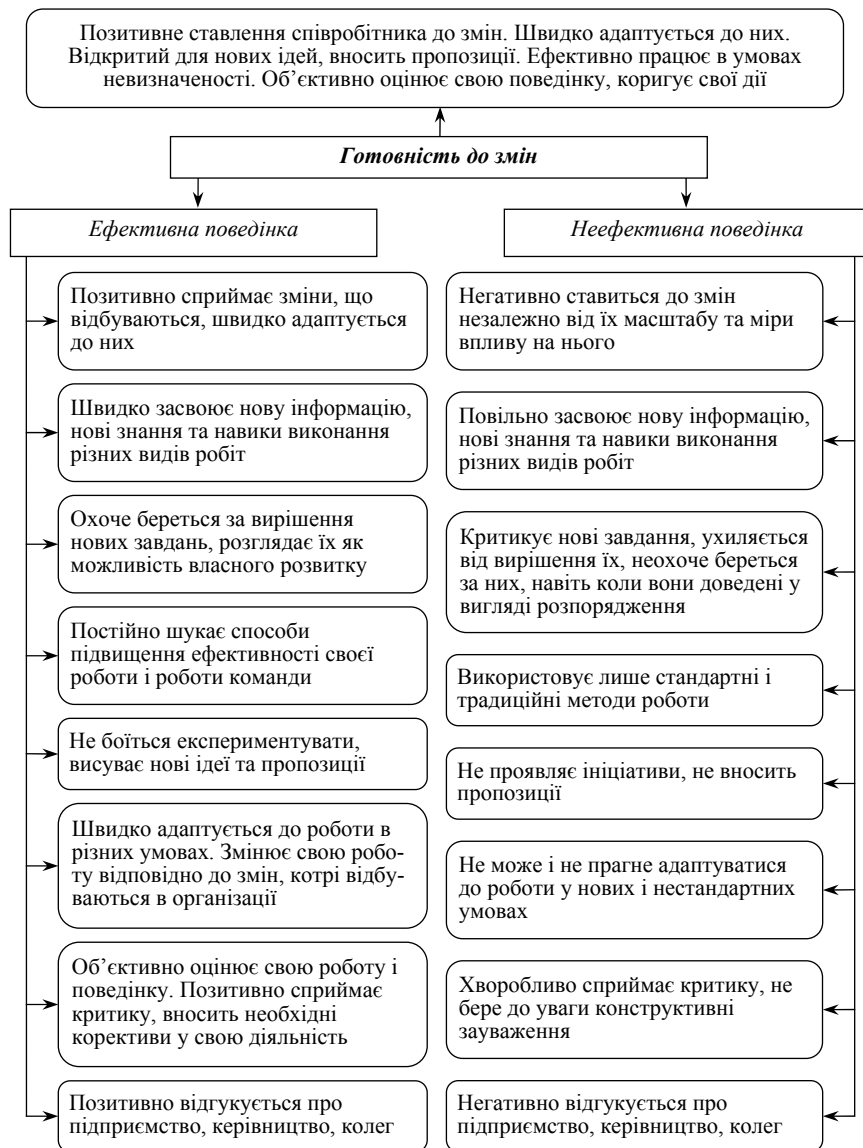 Позитивне ставлення співробітника до змін. Швидко адаптується до них.
Відкритий для нових ідей, вносить пропозиції. Ефективно працює в умовах
невизначеності. Об’єктивно оцінює свою поведінку, коригує свої дії
Готовність до змін
Ефективна поведінка
Позитивно сприймає зміни, що
відбуваються, швидко адаптується
до них
Швидко засвоює нову інформацію,
нові знання та навики виконання
різних видів робіт
Охоче береться за вирішення
нових завдань, розглядає їх як
можливість власного розвитку
Постійно шукає способи
підвищення ефективності своєї
роботи і роботи команди
Не боїться експериментувати,
висуває нові ідеї та пропозиції
Швидко адаптується до роботи в
різних умовах. Змінює свою робо-
ту відповідно до змін, котрі відбу-
ваються в організації
Об’єктивно оцінює свою роботу і
поведінку. Позитивно сприймає
критику, вносить необхідні
корективи у свою діяльність
Позитивно відгукується про
підприємство, керівництво, колег
Неефективна поведінка
Негативно ставиться до змін
незалежно від їх масштабу та міри
впливу на нього
Повільно засвоює нову інформацію,
нові знання та навики виконання
різних видів робіт
Критикує нові завдання, ухиляється
від вирішення їх, неохоче береться
за них, навіть коли вони доведені у
вигляді розпорядження
Використовує лише стандартні і
традиційні методи роботи
Не проявляє ініціативи, не вносить
пропозиції
Не може і не прагне адаптуватися
до роботи у нових і нестандартних
умовах
Хворобливо сприймає критику, не
бере до уваги конструктивні
зауваження
Негативно відгукується про
підприємство, керівництво, колег